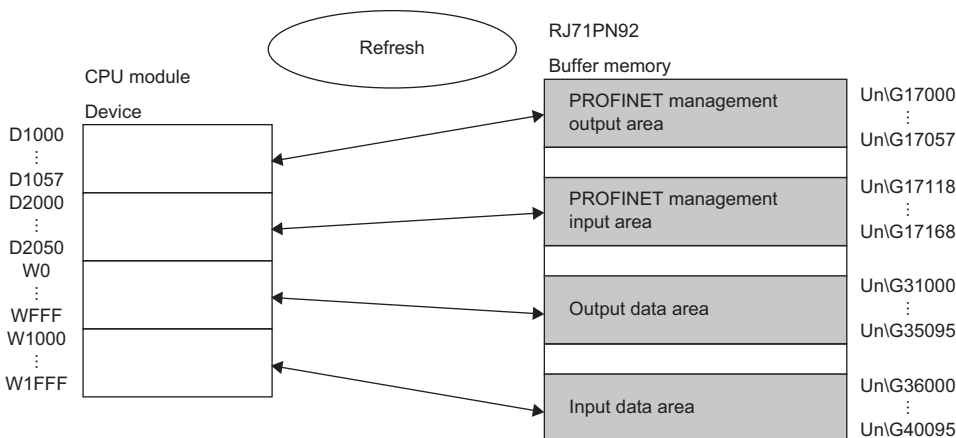 Refresh
CPU module
Device
D1000
⋮
D1057
D2000
⋮
D2050
W0
⋮
WFFF
W1000
⋮
W1FFF
RJ71PN92
Buffer memory
PROFINET management
output area
Un\G17000
⋮
Un\G17057
PROFINET management
input area
Un\G17118
⋮
Un\G17168
Output data area
Un\G31000
⋮
Un\G35095
Input data area
Un\G36000
⋮
Un\G40095